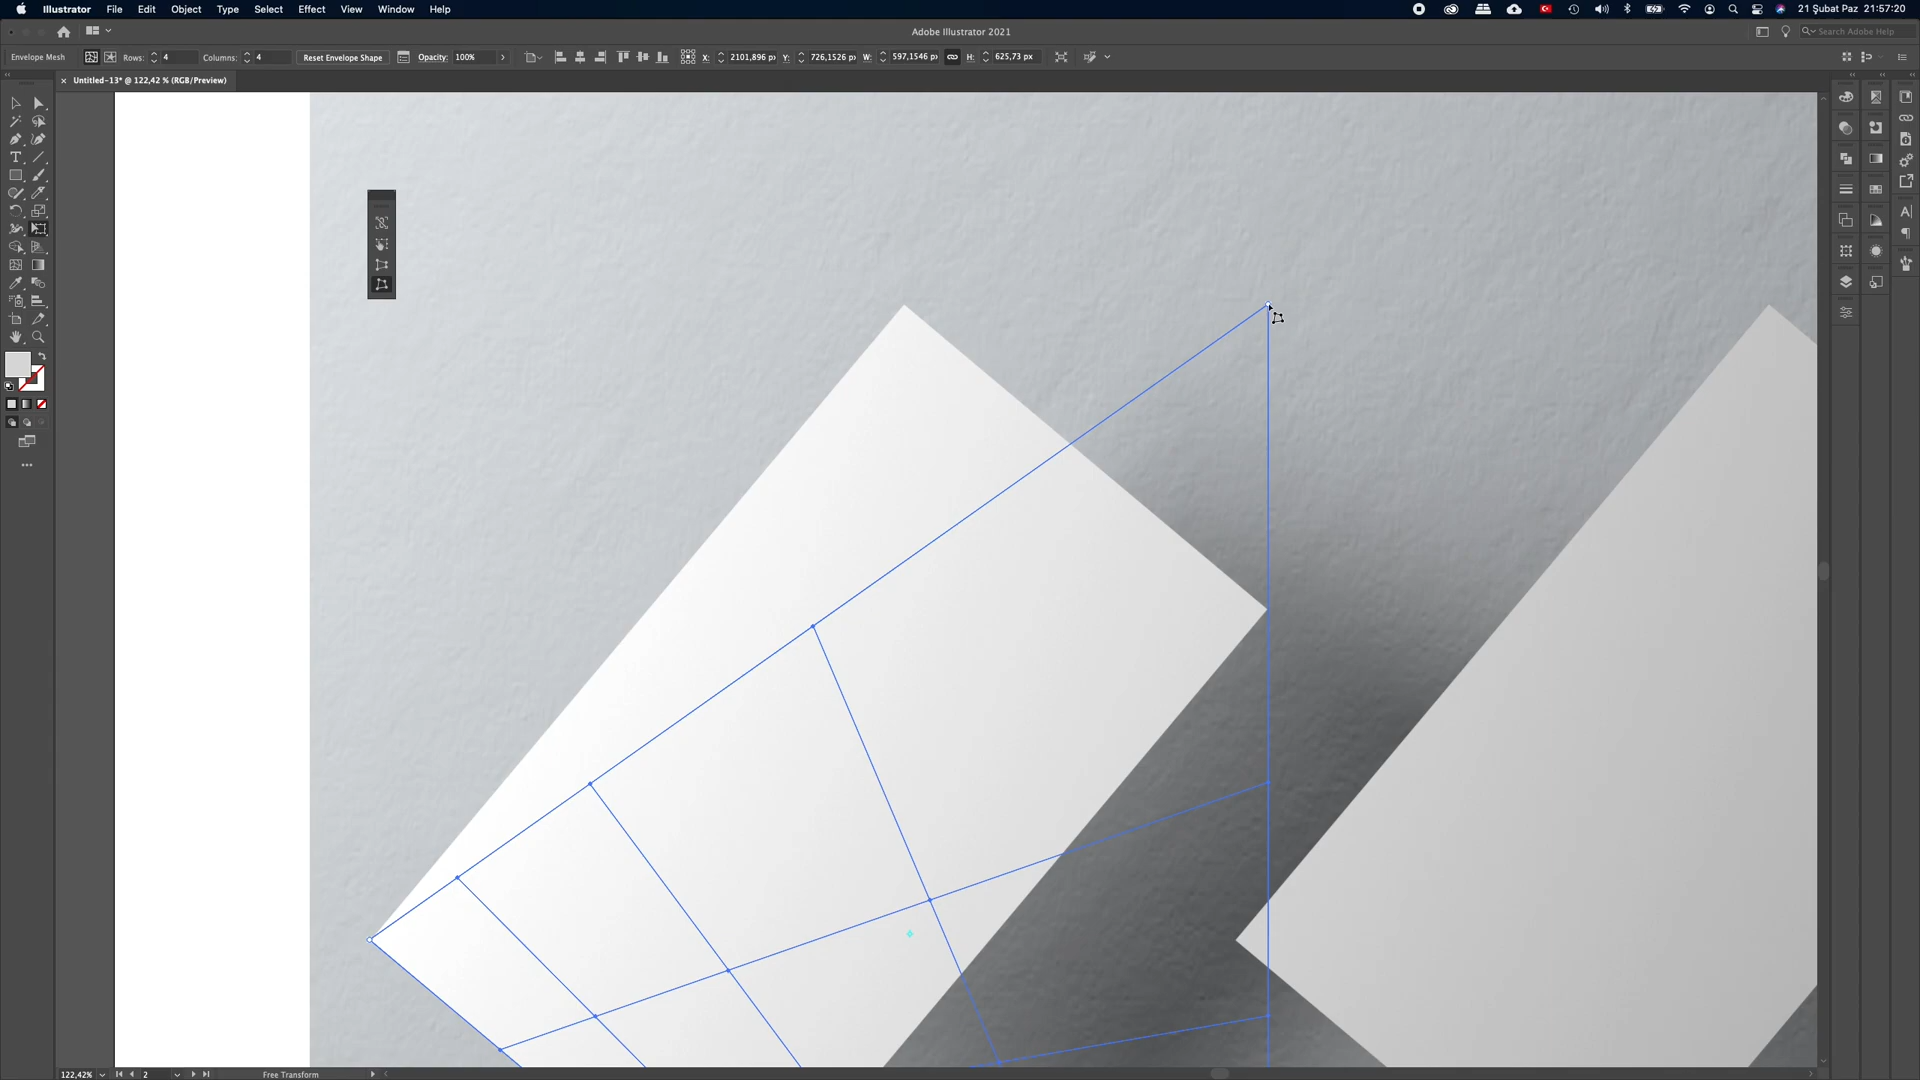 Illustrator File Edit Object Type Select Effect View Window Help
21 Şubat Paz 21:57:20
Adobe Illustrator 2021
Search Adobe Help
Envelope Mesh Rows: 4 Columns: 4 Reset Envelope Shape Opacity: 100% X: 2101,896 px Y: 726,1526 px W: 597,1546 px H: 625,73 px
× Untitled-13* @ 122,42 % (RGB/Preview)
122,42% 2 Free Transform